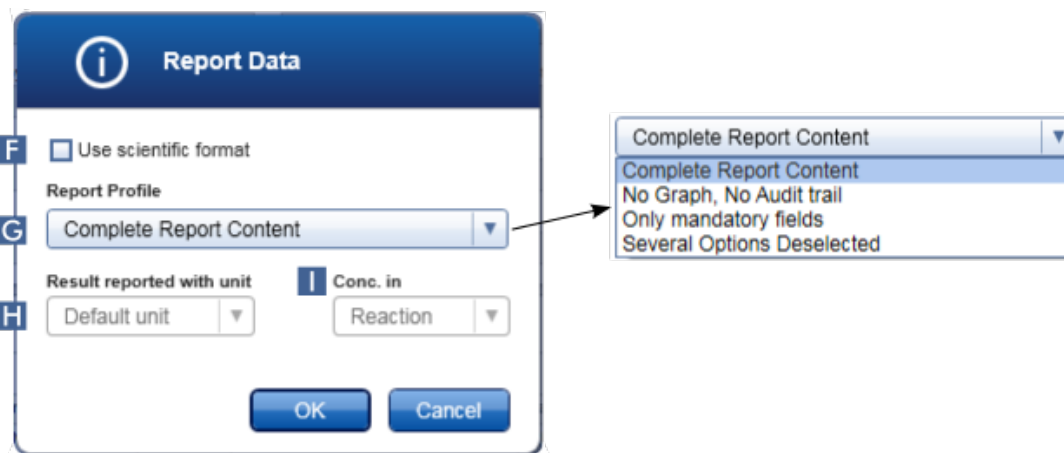 Report Data
F
Use scientific format
Report Profile
G
Complete Report Content
Result reported with unit
I
Conc. in
H
Default unit
Reaction
OK
Cancel
Complete Report Content
Complete Report Content
No Graph, No Audit trail
Only mandatory fields
Several Options Deselected